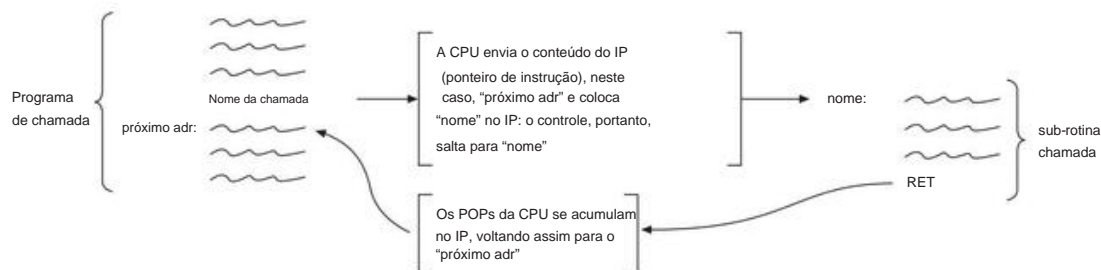 Programa
de chamada
Nome da chamada
próximo adr:
A CPU envia o conteúdo do IP
(ponteiro de instrução), neste
caso, “próximo adr” e coloca
“nome” no IP: o controle, portanto,
salta para “nome”
nome:
RET
sub-rotina
chamada
Os POPs da CPU se acumulam
no IP, voltando assim para o
“próximo adr”